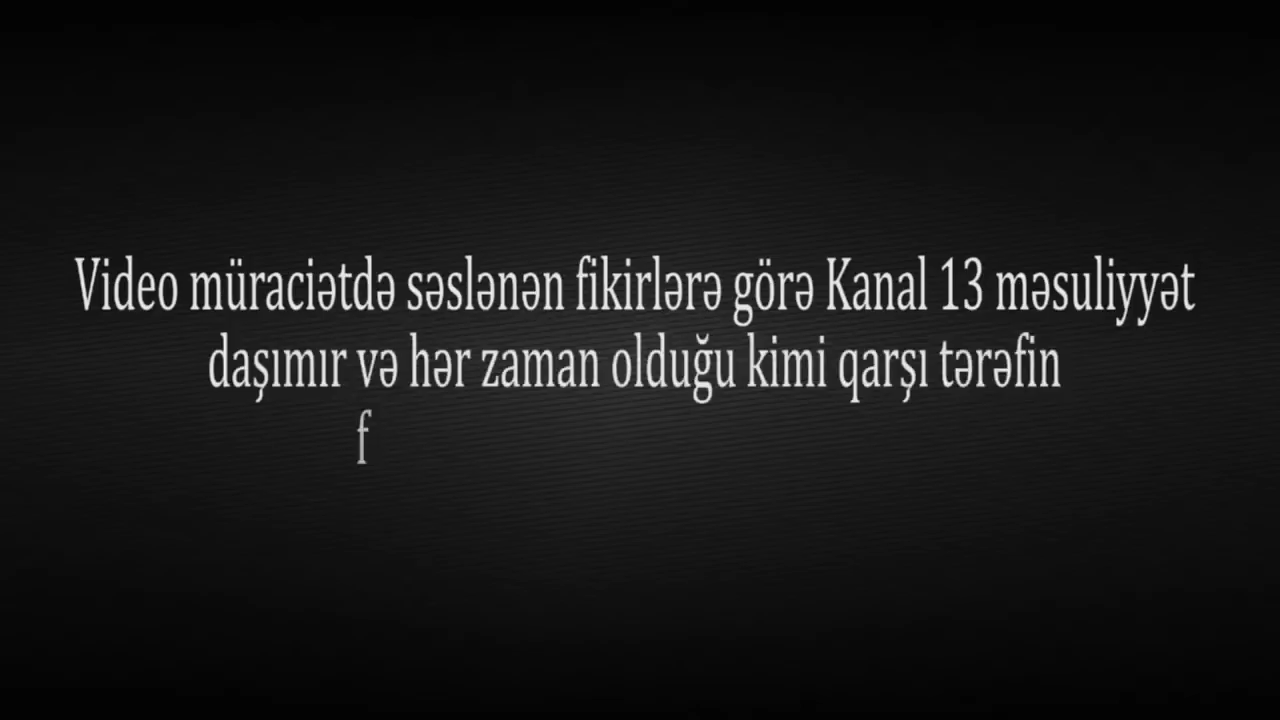 Video müraciətdə səslənən fikirlərə görə Kanal 13 məsuliyyət
daşımır və hər zaman olduğu kimi qarşı tərəfin
f